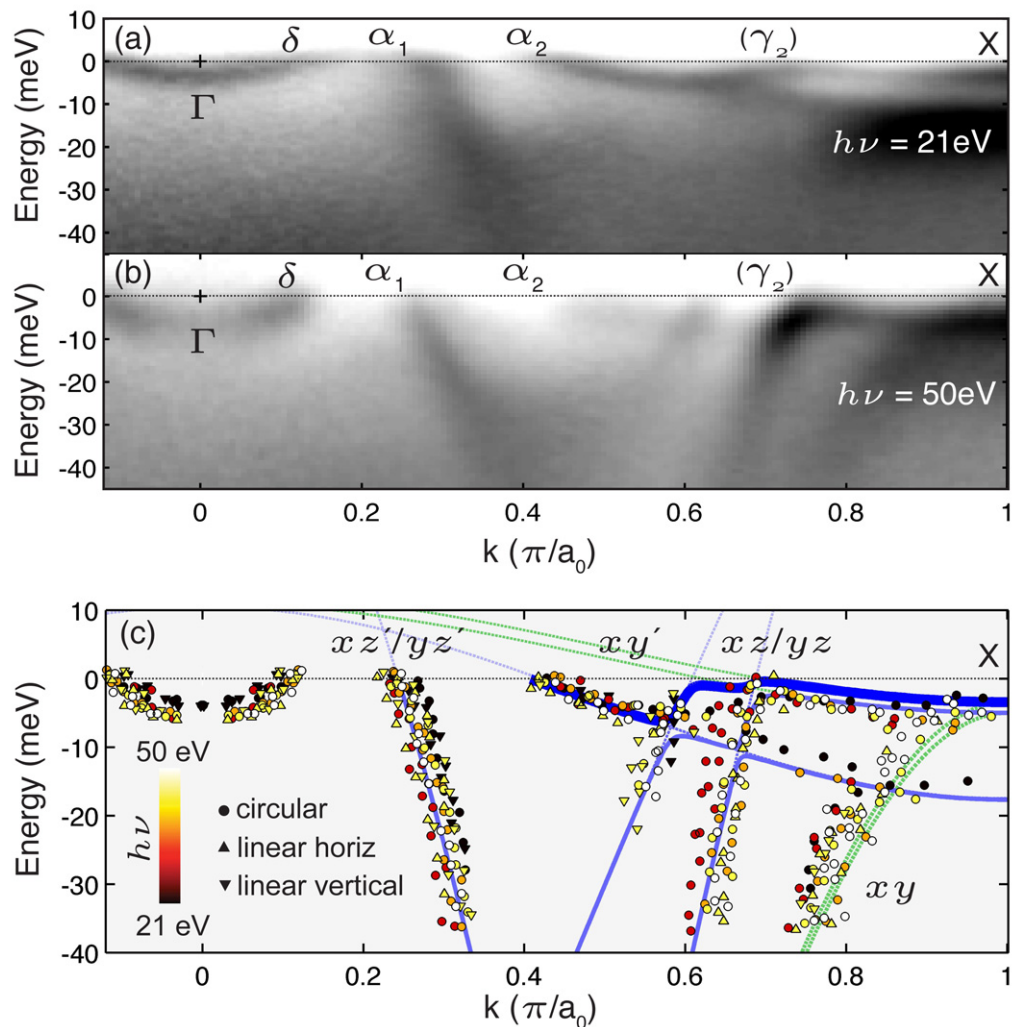 10
(a)
δ
α₁
α₂
(γ₂)
X
0
Γ
-10
-20
hν = 21eV
-30
-40
Energy (meV)
(b)
δ
α₁
α₂
(γ₂)
X
0
Γ
-10
-20
hν = 50eV
-30
-40
Energy (meV)
0 0.2 0.4 0.6 0.8 1
k (π/a₀)
10
(c)
xz´/yz´
xy´
xz/yz
X
0
-10
50 eV
-20
circular
hν
linear horiz
-30
linear vertical
xy
21 eV
-40
Energy (meV)
0 0.2 0.4 0.6 0.8 1
k (π/a₀)